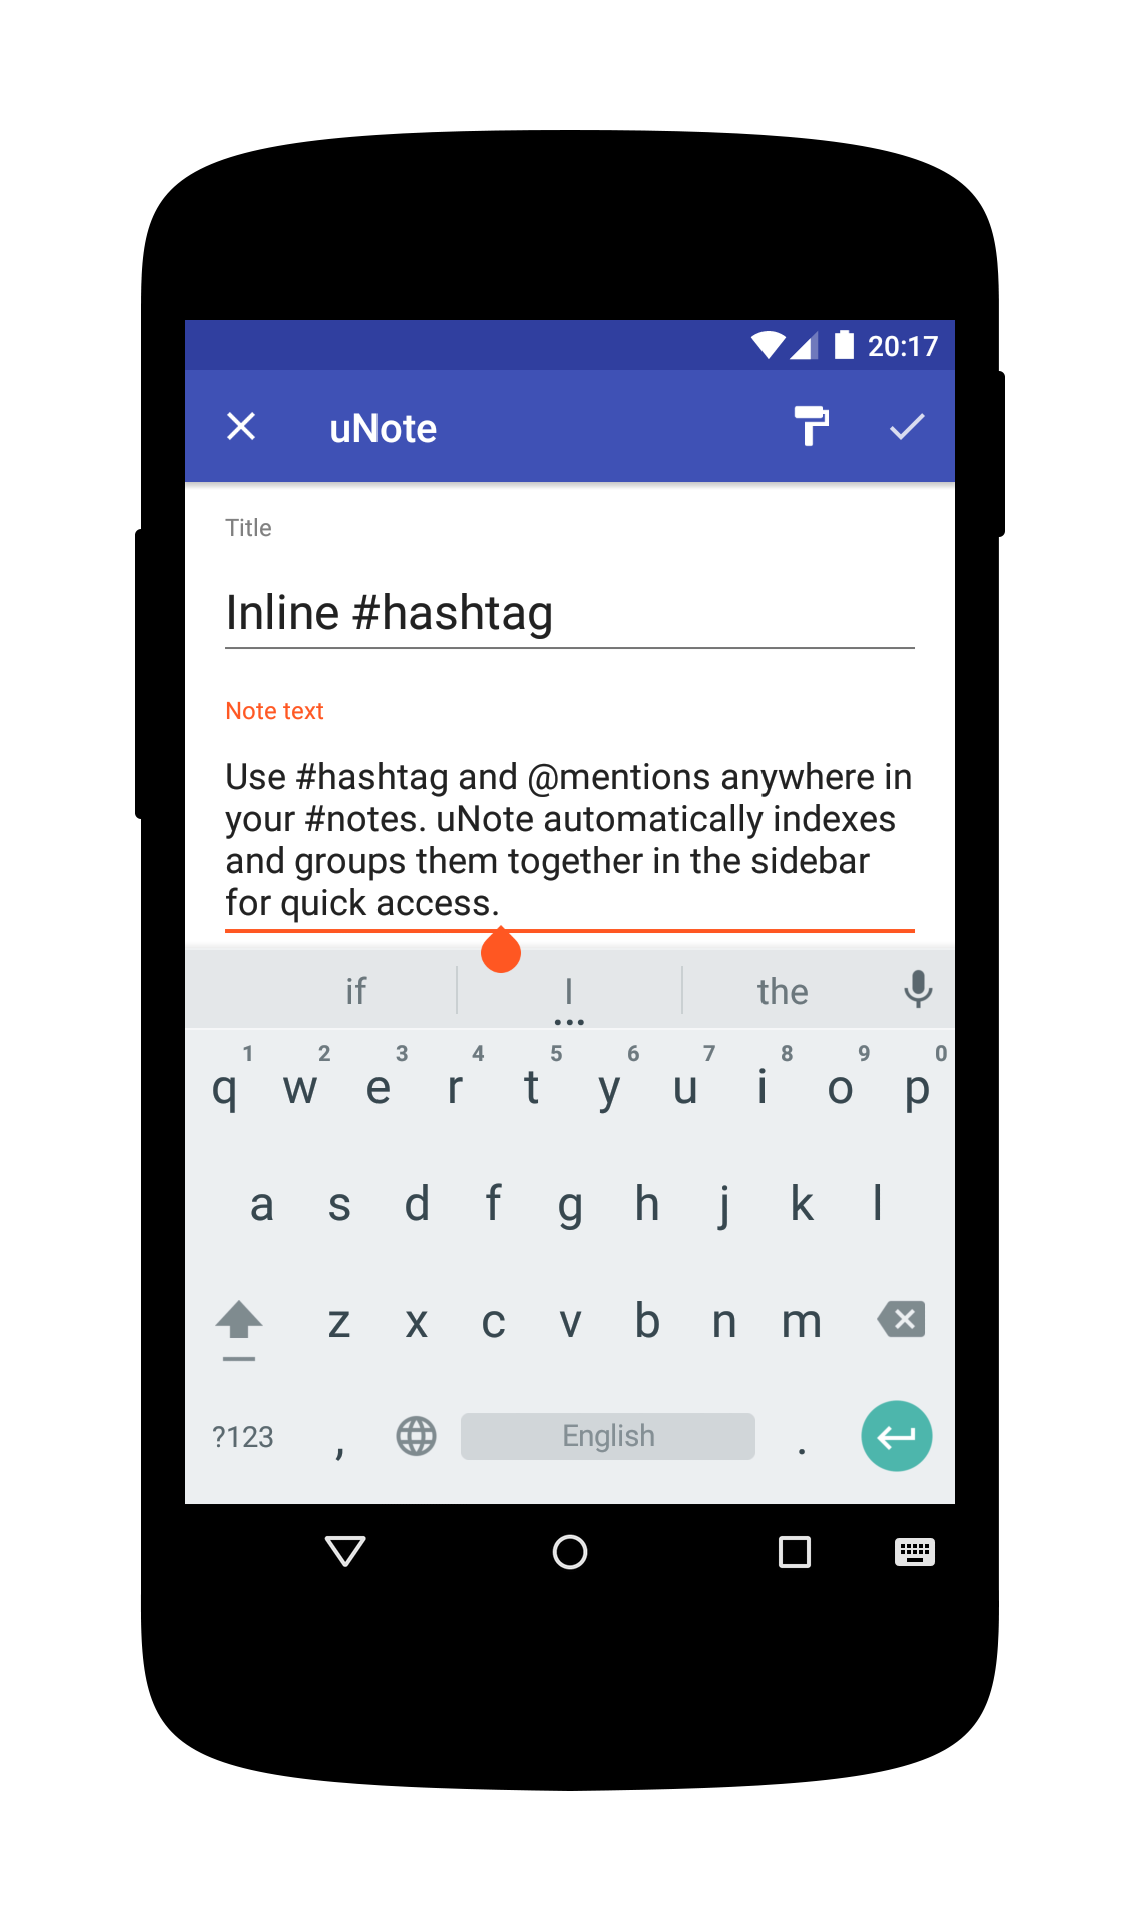 20:17
uNote
Title
Inline #hashtag
Note text
Use #hashtag and @mentions anywhere in
your #notes. uNote automatically indexes
and groups them together in the sidebar
for quick access.
if I the
1 2 3 4 5 6 7 8 9 0
q w e r t y u i o p
a s d f g h j k l
z x c v b n m
?123 , English .